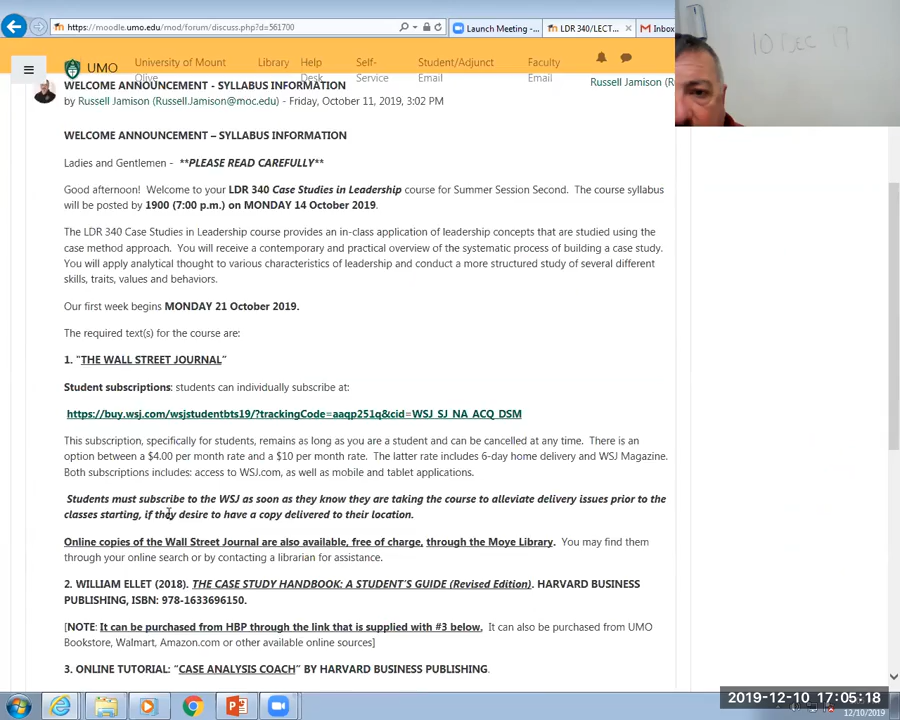 https://moodle.umo.edu/mod/forum/discuss.php?d=561700
Launch Meeting -...
LDR 340/LECT...
Inbox
10 DEC 19
UMO
University of Mount Olive
Library
Help Desk
Self-Service
Student/Adjunct Email
Faculty Email
Russell Jamison (R
WELCOME ANNOUNCEMENT - SYLLABUS INFORMATION
by Russell Jamison (Russell.Jamison@moc.edu) - Friday, October 11, 2019, 3:02 PM
WELCOME ANNOUNCEMENT – SYLLABUS INFORMATION
Ladies and Gentlemen - **PLEASE READ CAREFULLY**
Good afternoon! Welcome to your LDR 340 Case Studies in Leadership course for Summer Session Second. The course syllabus
will be posted by 1900 (7:00 p.m.) on MONDAY 14 October 2019.
The LDR 340 Case Studies in Leadership course provides an in-class application of leadership concepts that are studied using the
case method approach. You will receive a contemporary and practical overview of the systematic process of building a case study.
You will apply analytical thought to various characteristics of leadership and conduct a more structured study of several different
skills, traits, values and behaviors.
Our first week begins MONDAY 21 October 2019.
The required text(s) for the course are:
1. "THE WALL STREET JOURNAL"
Student subscriptions: students can individually subscribe at:
https://buy.wsj.com/wsjstudentbts19/?trackingCode=aaqp251q&cid=WSJ_SJ_NA_ACQ_DSM
This subscription, specifically for students, remains as long as you are a student and can be cancelled at any time. There is an
option between a $4.00 per month rate and a $10 per month rate. The latter rate includes 6-day home delivery and WSJ Magazine.
Both subscriptions includes: access to WSJ.com, as well as mobile and tablet applications.
Students must subscribe to the WSJ as soon as they know they are taking the course to alleviate delivery issues prior to the
classes starting, if they desire to have a copy delivered to their location.
Online copies of the Wall Street Journal are also available, free of charge, through the Moye Library. You may find them
through your online search or by contacting a librarian for assistance.
2. WILLIAM ELLET (2018). THE CASE STUDY HANDBOOK: A STUDENT'S GUIDE (Revised Edition). HARVARD BUSINESS
PUBLISHING, ISBN: 978-1633696150.
[NOTE: It can be purchased from HBP through the link that is supplied with #3 below. It can also be purchased from UMO
Bookstore, Walmart, Amazon.com or other available online sources]
3. ONLINE TUTORIAL: "CASE ANALYSIS COACH" BY HARVARD BUSINESS PUBLISHING.
2019-12-10 17:05:18
12/10/2019